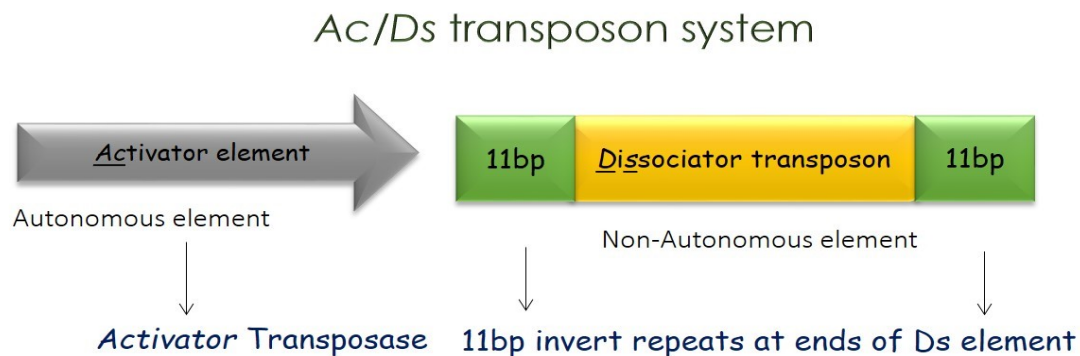 Ac/Ds transposon system
Activator element
11bp
Dissociator transposon
11bp
Autonomous element
Non-Autonomous element
Activator Transposase
11bp invert repeats at ends of Ds element